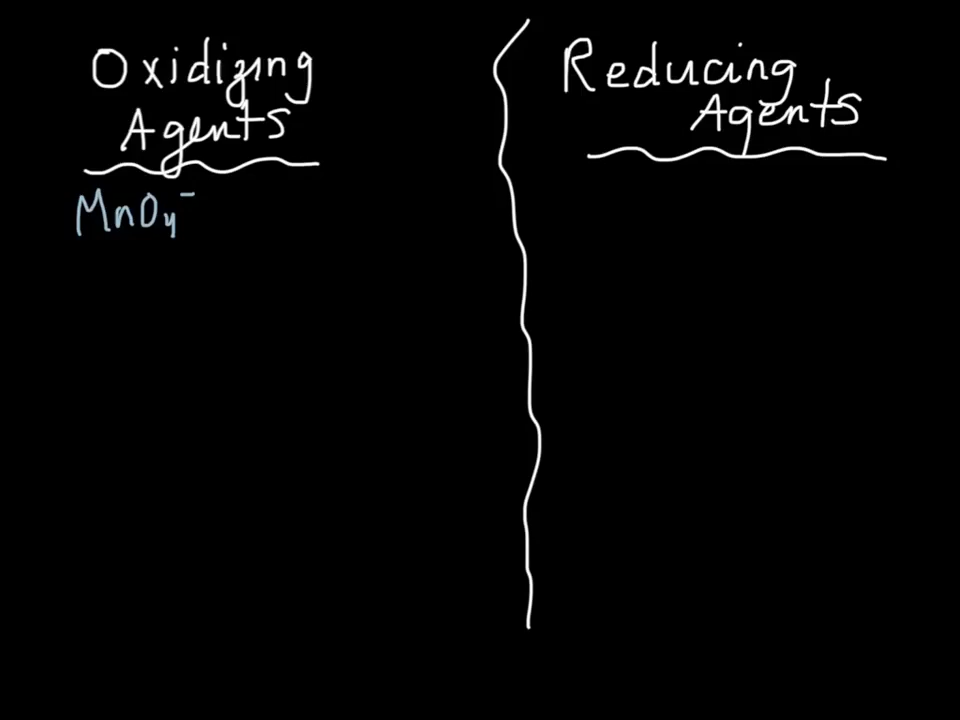 Oxidizing
Agents
MnO4⁻
Reducing
Agents